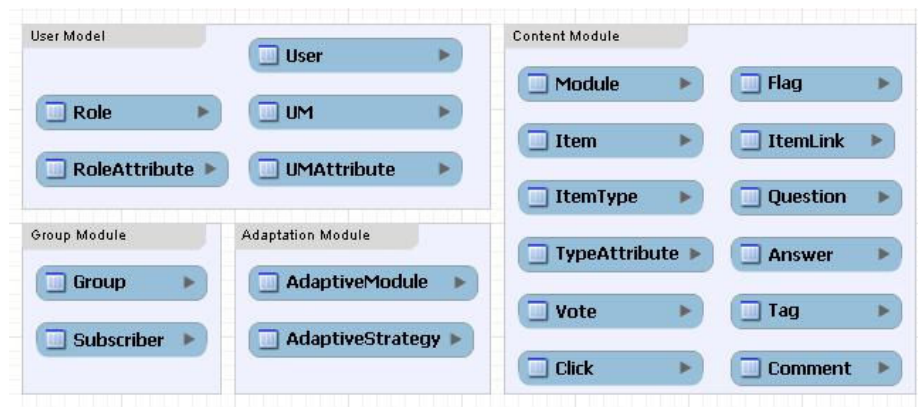 User Model
User
Role
UM
RoleAttribute
UMAttribute
Group Module
Group
Subscriber
Adaptation Module
AdaptiveModule
AdaptiveStrategy
Content Module
Module
Flag
Item
ItemLink
ItemType
Question
TypeAttribute
Answer
Vote
Tag
Click
Comment